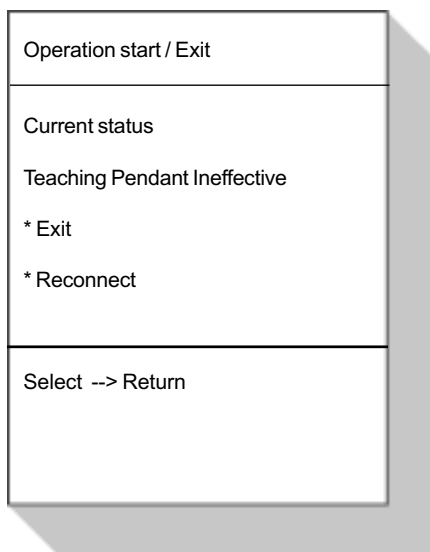 Operation start / Exit
Current status
Teaching Pendant Ineffective
* Exit
* Reconnect
Select --> Return